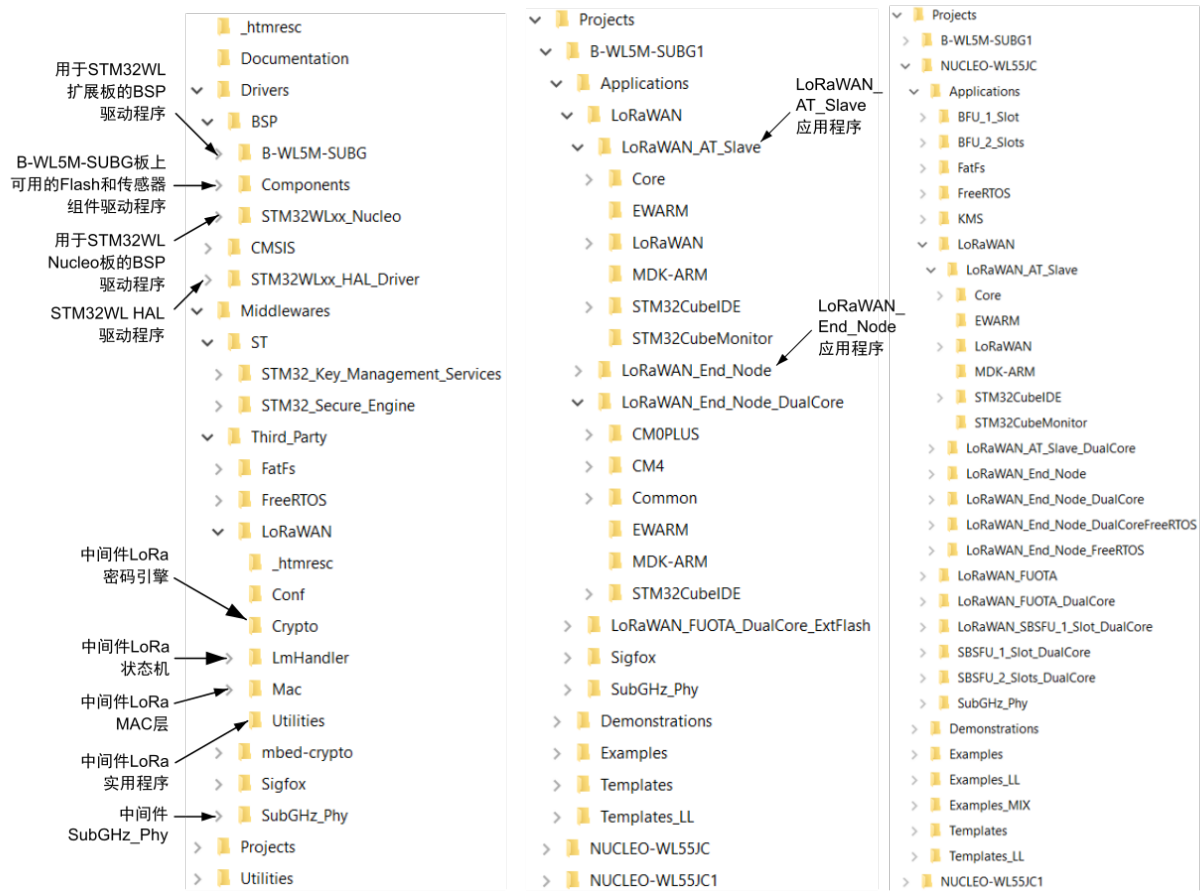 _htmresc
Documentation
用于STM32WL
扩展板的BSP
驱动程序
Drivers
BSP
B-WL5M-SUBG
B-WL5M-SUBG板上
可用的Flash和传感器
组件驱动程序
Components
STM32WLxx_Nucleo
用于STM32WL
Nucleo板的BSP
驱动程序
CMSIS
STM32WLxx_HAL_Driver
STM32WL HAL
驱动程序
Middlewares
ST
STM32_Key_Management_Services
STM32_Secure_Engine
Third_Party
FatFs
FreeRTOS
LoRaWAN
_htmresc
Conf
中间件LoRa
密码引擎
Crypto
中间件LoRa
状态机
LmHandler
中间件LoRa
MAC层
Mac
Utilities
中间件LoRa
实用程序
mbed-crypto
Sigfox
中间件
SubGHz_Phy
SubGHz_Phy
Projects
Utilities
Projects
B-WL5M-SUBG1
Applications
LoRaWAN
LoRaWAN_
AT_Slave
应用程序
LoRaWAN_AT_Slave
Core
EWARM
LoRaWAN
MDK-ARM
STM32CubeIDE
STM32CubeMonitor
LoRaWAN_
End_Node
应用程序
LoRaWAN_End_Node
LoRaWAN_End_Node_DualCore
CM0PLUS
CM4
Common
EWARM
MDK-ARM
STM32CubeIDE
LoRaWAN_FUOTA_DualCore_ExtFlash
Sigfox
SubGHz_Phy
Demonstrations
Examples
Templates
Templates_LL
NUCLEO-WL55JC
NUCLEO-WL55JC1
Projects
B-WL5M-SUBG1
NUCLEO-WL55JC
Applications
BFU_1_Slot
BFU_2_Slots
FatFs
FreeRTOS
KMS
LoRaWAN
LoRaWAN_AT_Slave
Core
EWARM
LoRaWAN
MDK-ARM
STM32CubeIDE
STM32CubeMonitor
LoRaWAN_AT_Slave_DualCore
LoRaWAN_End_Node
LoRaWAN_End_Node_DualCore
LoRaWAN_End_Node_DualCoreFreeRTOS
LoRaWAN_End_Node_FreeRTOS
LoRaWAN_FUOTA
LoRaWAN_FUOTA_DualCore
LoRaWAN_SBSFU_1_Slot_DualCore
SBSFU_1_Slot_DualCore
SBSFU_2_Slots_DualCore
SubGHz_Phy
Demonstrations
Examples
Examples_LL
Examples_MIX
Templates
Templates_LL
NUCLEO-WL55JC1